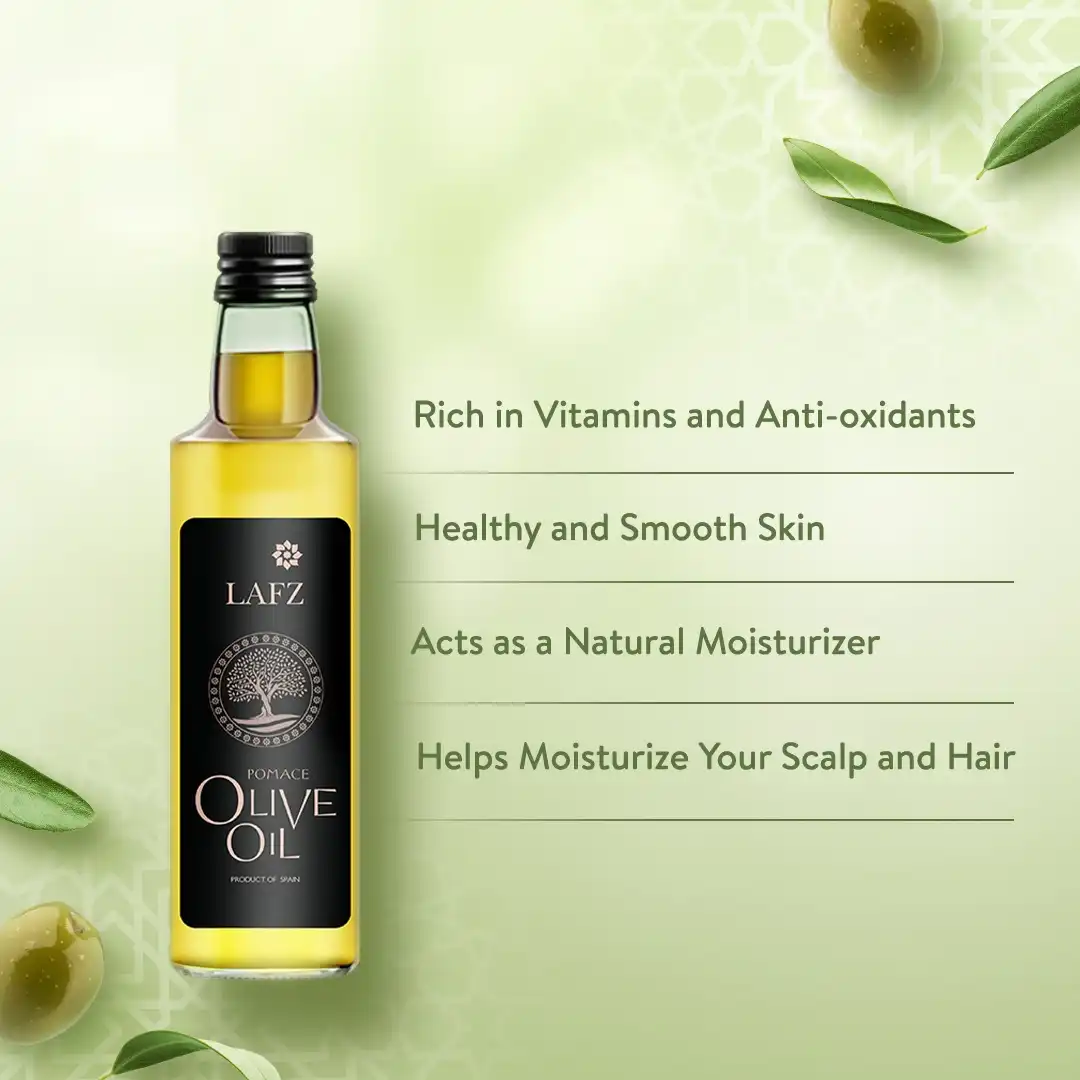 LAFZ
POMACE
OLIVE
OIL
PRODUCT OF SPAIN
Rich in Vitamins and Anti-oxidants
Healthy and Smooth Skin
Acts as a Natural Moisturizer
Helps Moisturize Your Scalp and Hair